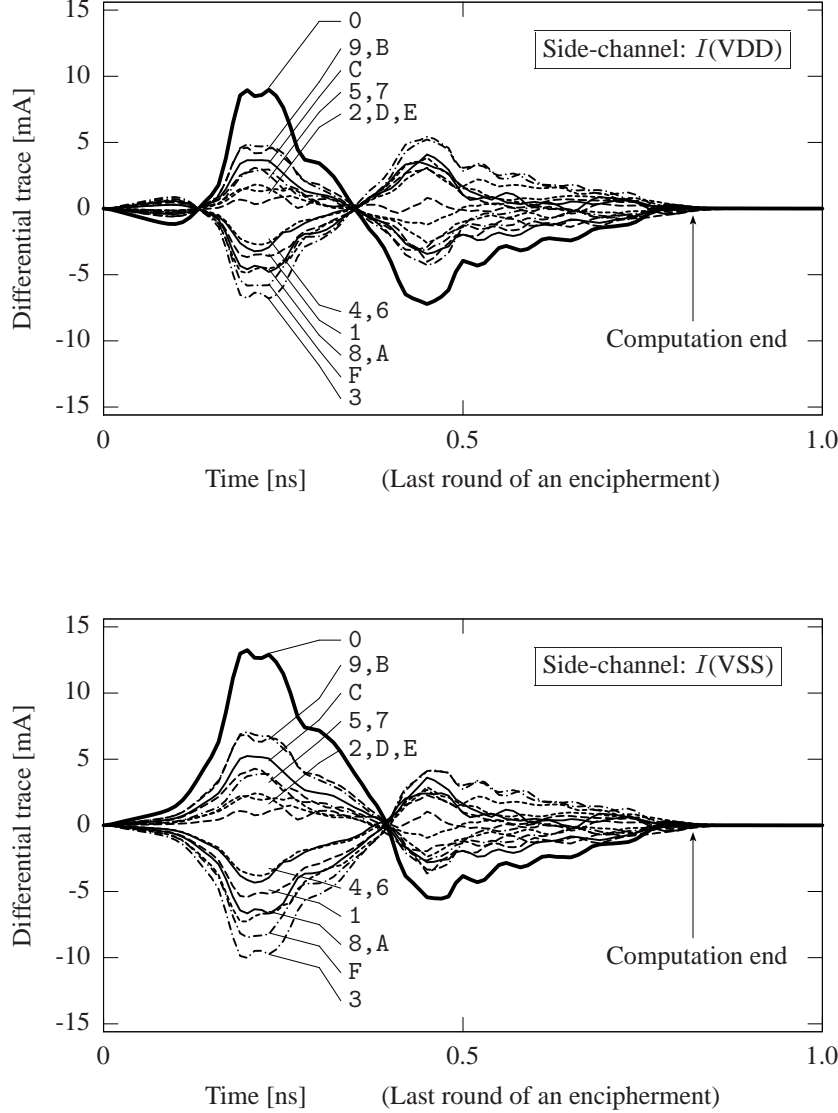 15
10
5
0
-5
-10
-15
Differential trace [mA]
0
9,B
C
5,7
2,D,E
Side-channel: I(VDD)
4,6
1
8,A
F
3
Computation end
0
0.5
1.0
Time [ns]
(Last round of an encipherment)
15
10
5
0
-5
-10
-15
Differential trace [mA]
0
9,B
C
5,7
2,D,E
Side-channel: I(VSS)
4,6
1
8,A
F
3
Computation end
0
0.5
1.0
Time [ns]
(Last round of an encipherment)